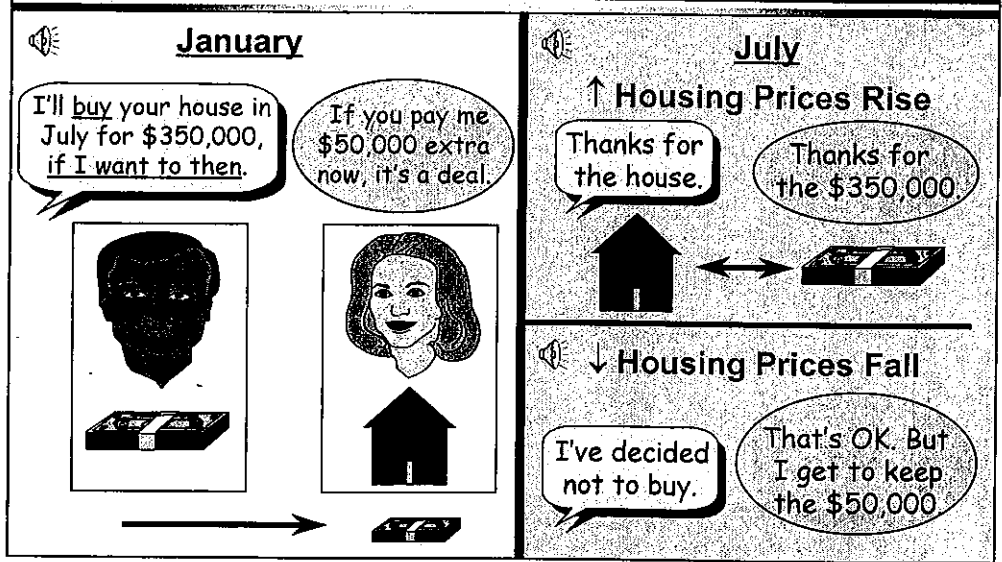 January
I'll buy your house in
July for $350,000,
if I want to then.
If you pay me
$50,000 extra
now, it's a deal.
July
↑ Housing Prices Rise
Thanks for
the house.
Thanks for
the $350,000.
↓ Housing Prices Fall
I've decided
not to buy.
That's OK. But
I get to keep
the $50,000.